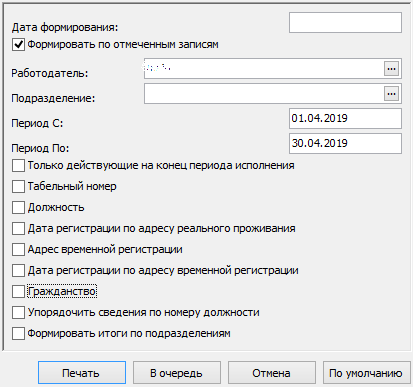 Дата формирования:
Формировать по отмеченным записям
Работодатель: ...
Подразделение: ...
Период С: 01.04.2019
Период По: 30.04.2019
Только действующие на конец периода исполнения
Табельный номер
Должность
Дата регистрации по адресу реального проживания
Адрес временной регистрации
Дата регистрации по адресу временной регистрации
Гражданство
Упорядочить сведения по номеру должности
Формировать итоги по подразделениям
Печать В очередь Отмена По умолчанию